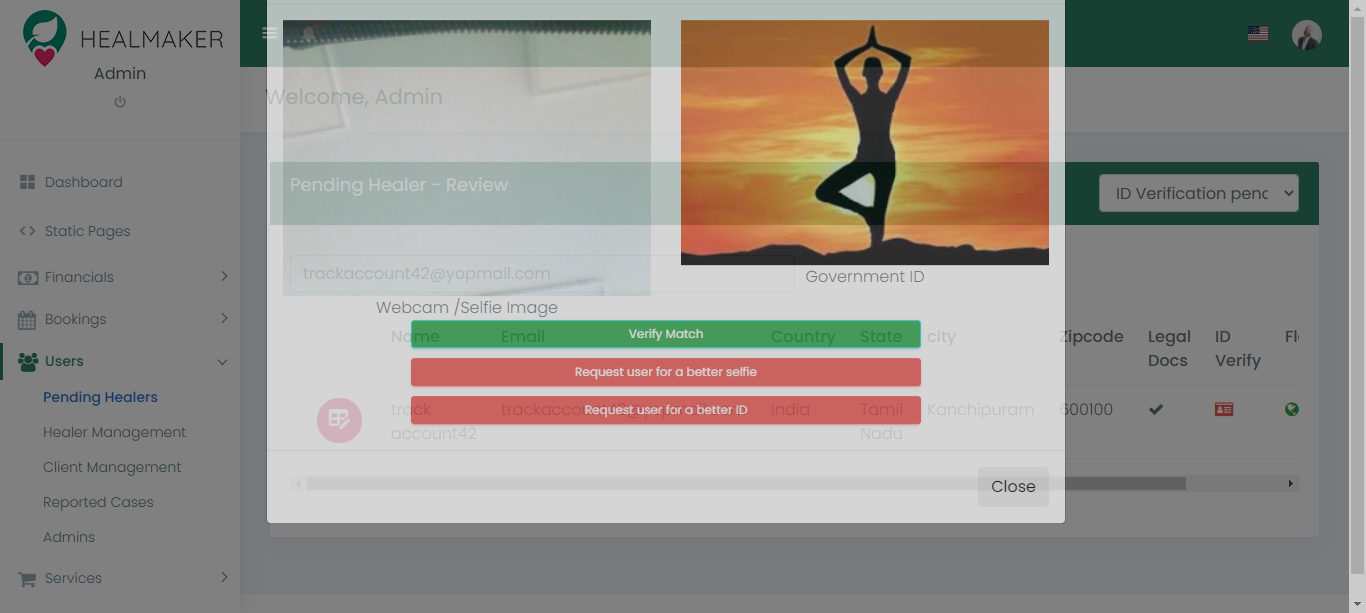 HEALMAKER
Admin
Welcome, Admin
Dashboard
Static Pages
Financials
Bookings
Users
Pending Healers
Healer Management
Client Management
Reported Cases
Admins
Services
Pending Healer - Review
ID Verification penc
trackaccount42@yopmail.com
Government ID
Webcam /Selfie Image
Verify Match
Request user for a better selfie
Request user for a better ID
Name Email Country State city Zipcode Legal Docs ID Verify
track account42 India Tamil Nadu Kanchipuram 600100
Close